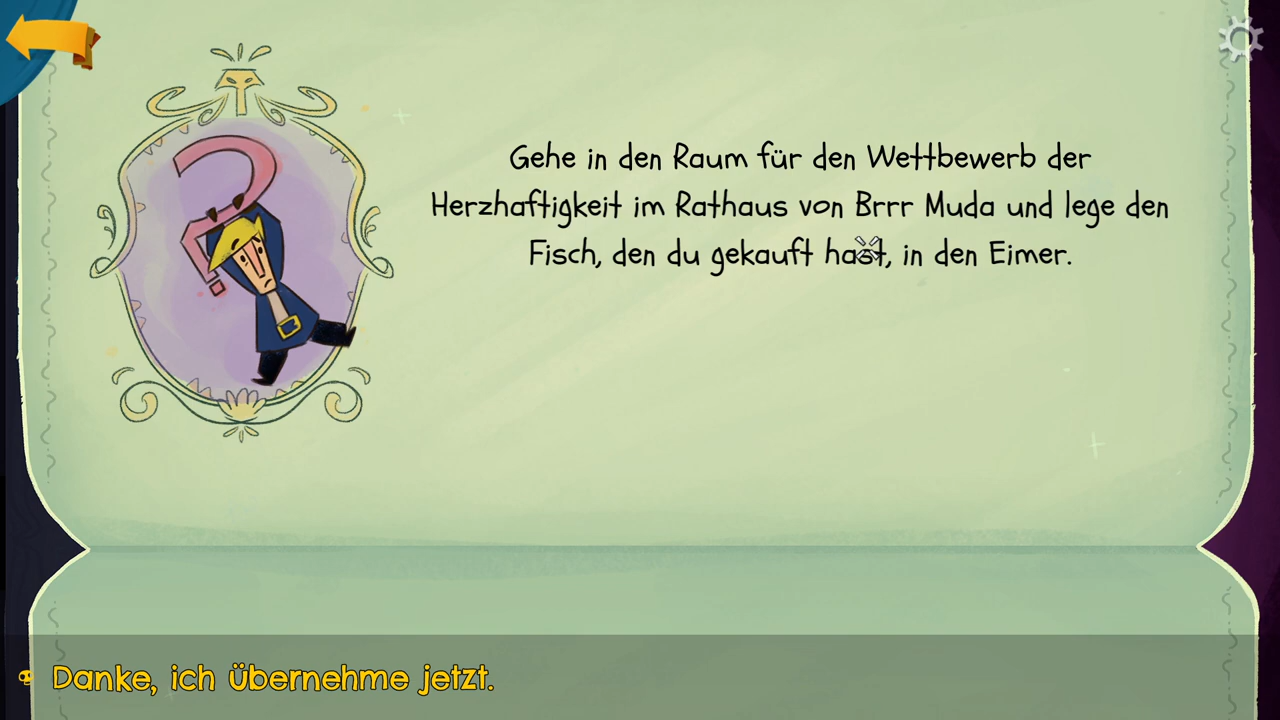 Gehe in den Raum für den Wettbewerb der
Herzhaftigkeit im Rathaus von Brrr Muda und lege den
Fisch, den du gekauft hast, in den Eimer.
Danke, ich übernehme jetzt.